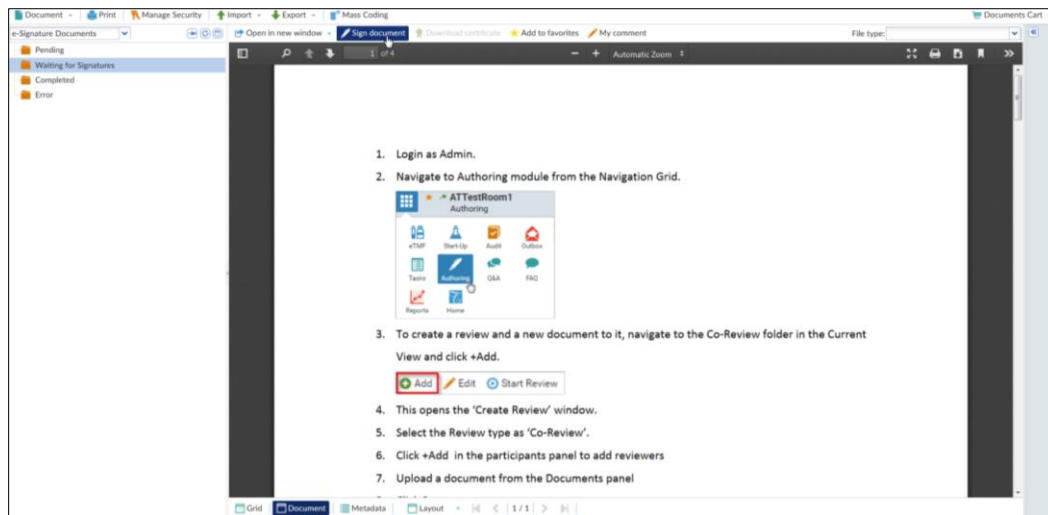 Document Print Manage Security Import Export Mass Coding Documents Cart
e-Signature Documents Open in new window Sign document Download certificate Add to favorites My comment File type:
Pending
Waiting for Signatures
Completed
Error
1 of 4 Automatic Zoom
1. Login as Admin.
2. Navigate to Authoring module from the Navigation Grid.
ATTestRoom1
Authoring
eTMF Start-Up Audit Outbox
Tasks Authoring Q&A FAQ
Reports Home
3. To create a review and a new document to it, navigate to the Co-Review folder in the Current
View and click +Add.
Add Edit Start Review
4. This opens the ‘Create Review’ window.
5. Select the Review type as ‘Co-Review’.
6. Click +Add in the participants panel to add reviewers
7. Upload a document from the Documents panel
Grid Document Metadata Layout 1 / 1